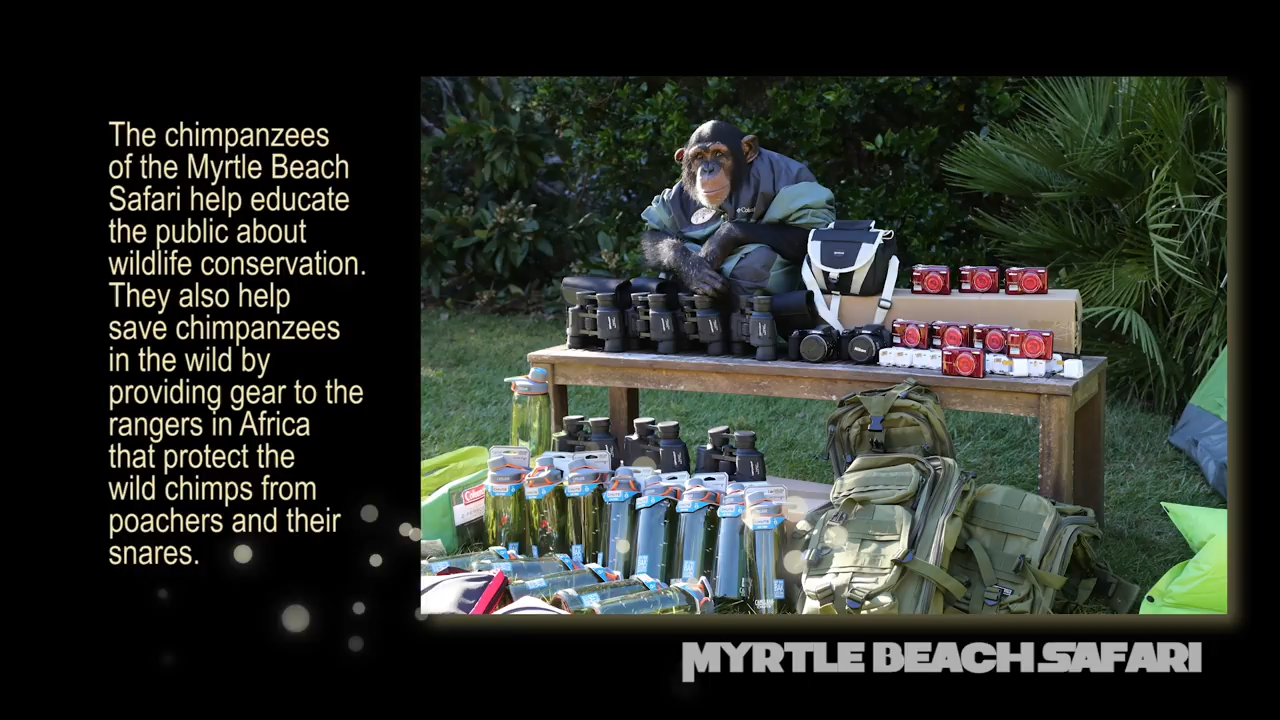 The chimpanzees
of the Myrtle Beach
Safari help educate
the public about
wildlife conservation.
They also help
save chimpanzees
in the wild by
providing gear to the
rangers in Africa
that protect the
wild chimps from
poachers and their
snares.
MYRTLE BEACH SAFARI